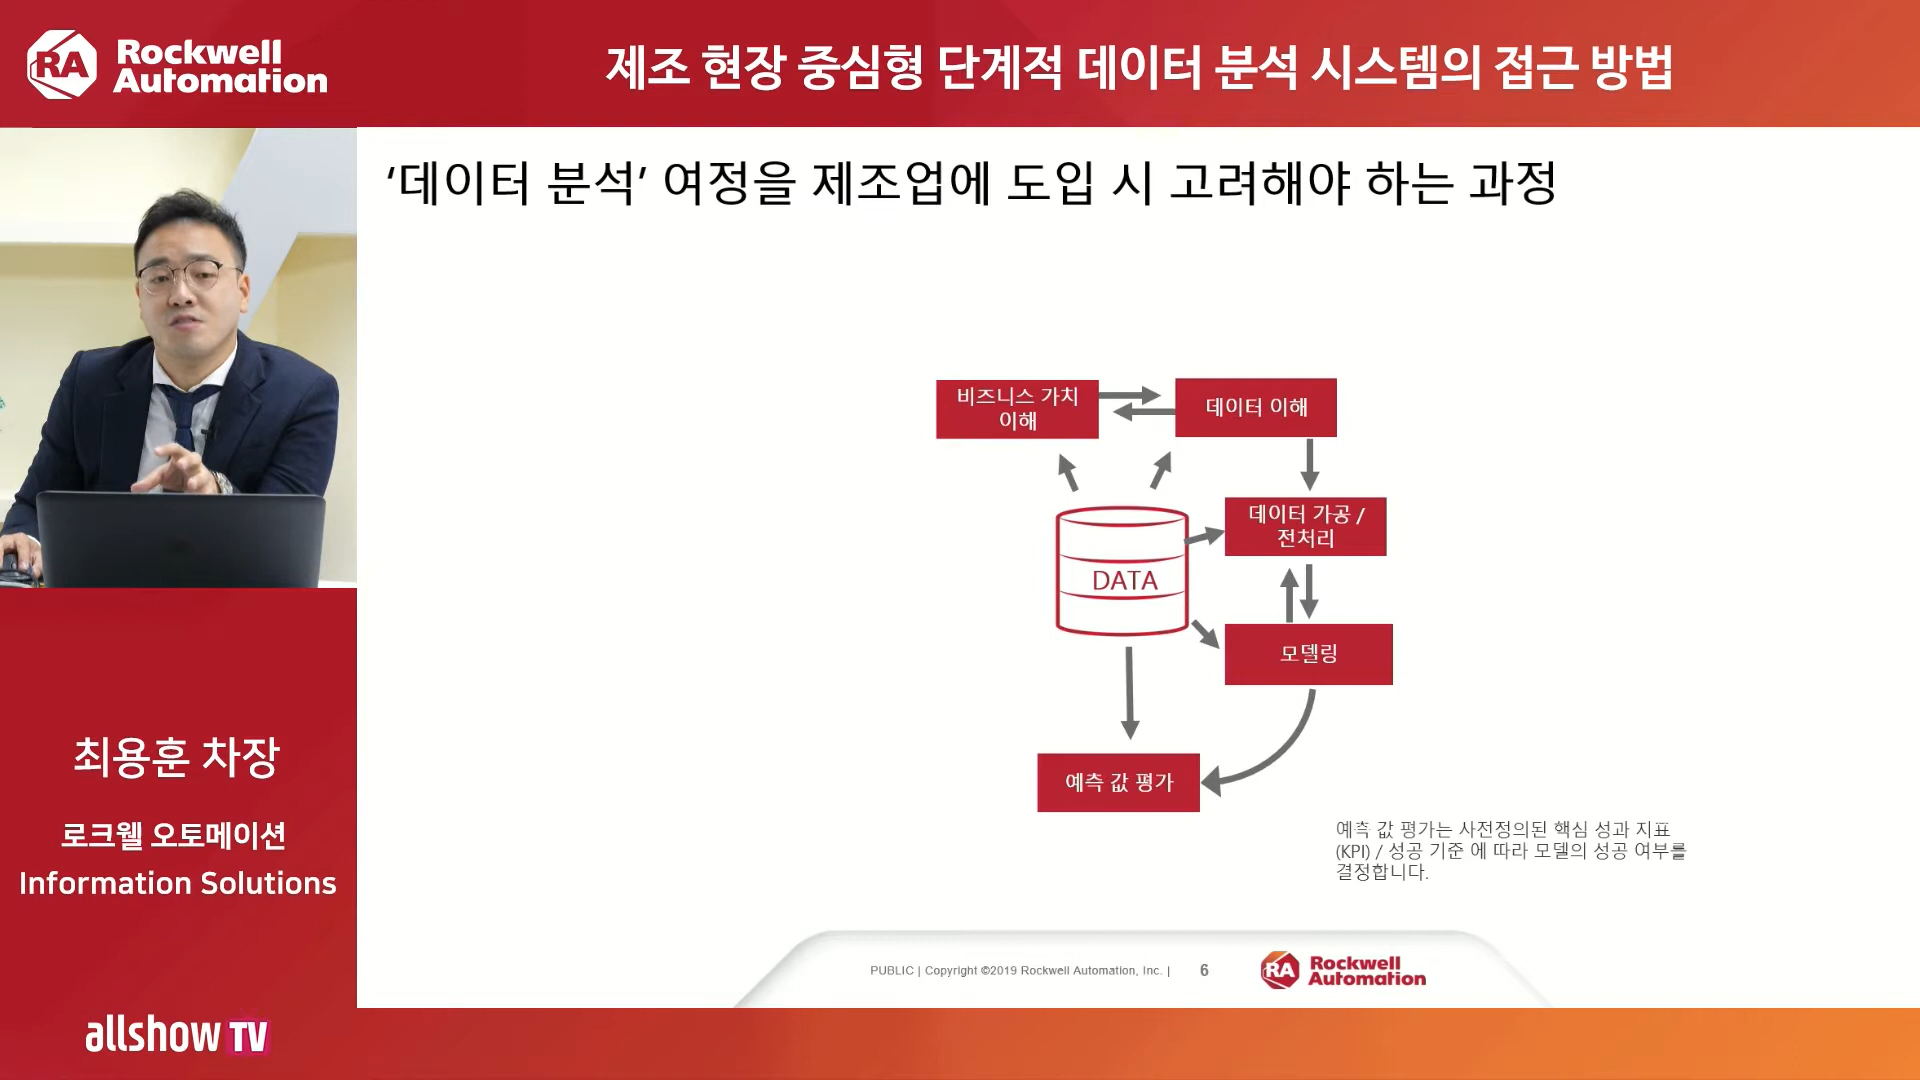 Rockwell
Automation
제조 현장 중심형 단계적 데이터 분석 시스템의 접근 방법
‘데이터 분석’ 여정을 제조업에 도입 시 고려해야 하는 과정
비즈니스 가치
이해
데이터 이해
데이터 가공 /
전처리
DATA
모델링
예측 값 평가
예측 값 평가는 사전정의된 핵심 성과 지표
(KPI) / 성공 기준 에 따라 모델의 성공 여부를
결정합니다.
최용훈 차장
로크웰 오토메이션
Information Solutions
allshow TV
PUBLIC | Copyright ©2019 Rockwell Automation, Inc. |
6
RA
Rockwell
Automation
RA